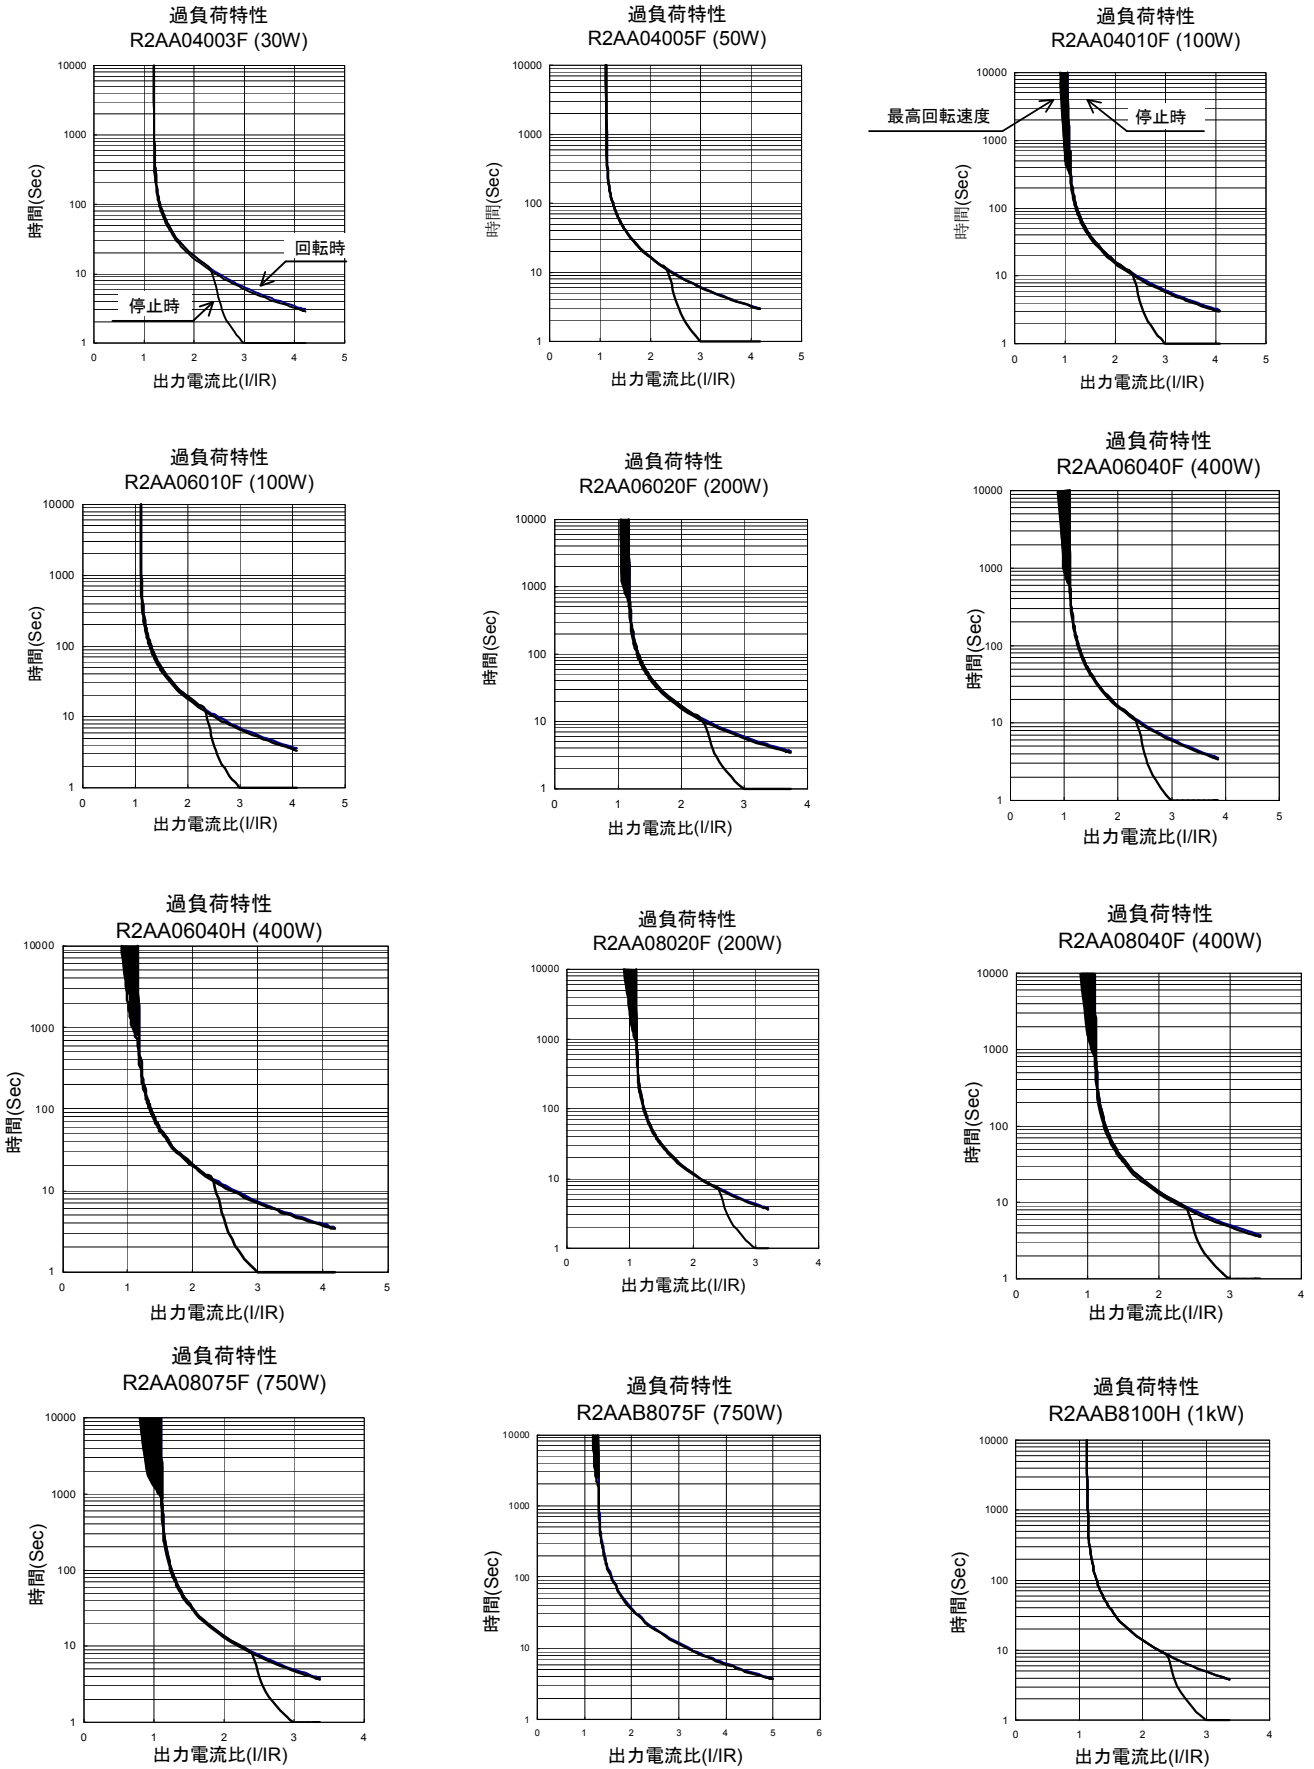 過負荷特性
R2AA04003F (30W)
10000
1000
100
10
1
時間(Sec)
回転時
停止時
0 1 2 3 4 5
出力電流比(I/IR)
過負荷特性
R2AA04005F (50W)
10000
1000
100
10
1
時間(Sec)
0 1 2 3 4 5
出力電流比(I/IR)
過負荷特性
R2AA04010F (100W)
10000
1000
100
10
1
時間(Sec)
最高回転速度
停止時
0 1 2 3 4 5
出力電流比(I/IR)
過負荷特性
R2AA06010F (100W)
10000
1000
100
10
1
時間(Sec)
0 1 2 3 4 5
出力電流比(I/IR)
過負荷特性
R2AA06020F (200W)
10000
1000
100
10
1
時間(Sec)
0 1 2 3 4
出力電流比(I/IR)
過負荷特性
R2AA06040F (400W)
10000
1000
100
10
1
時間(Sec)
0 1 2 3 4 5
出力電流比(I/IR)
過負荷特性
R2AA06040H (400W)
10000
1000
100
10
1
時間(Sec)
0 1 2 3 4 5
出力電流比(I/IR)
過負荷特性
R2AA08020F (200W)
10000
1000
100
10
1
時間(Sec)
0 1 2 3 4
出力電流比(I/IR)
過負荷特性
R2AA08040F (400W)
10000
1000
100
10
1
時間(Sec)
0 1 2 3 4
出力電流比(I/IR)
過負荷特性
R2AA08075F (750W)
10000
1000
100
10
1
時間(Sec)
0 1 2 3 4
出力電流比(I/IR)
過負荷特性
R2AAB8075F (750W)
10000
1000
100
10
1
時間(Sec)
0 1 2 3 4 5 6
出力電流比(I/IR)
過負荷特性
R2AAB8100H (1kW)
10000
1000
100
10
1
時間(Sec)
0 1 2 3 4
出力電流比(I/IR)